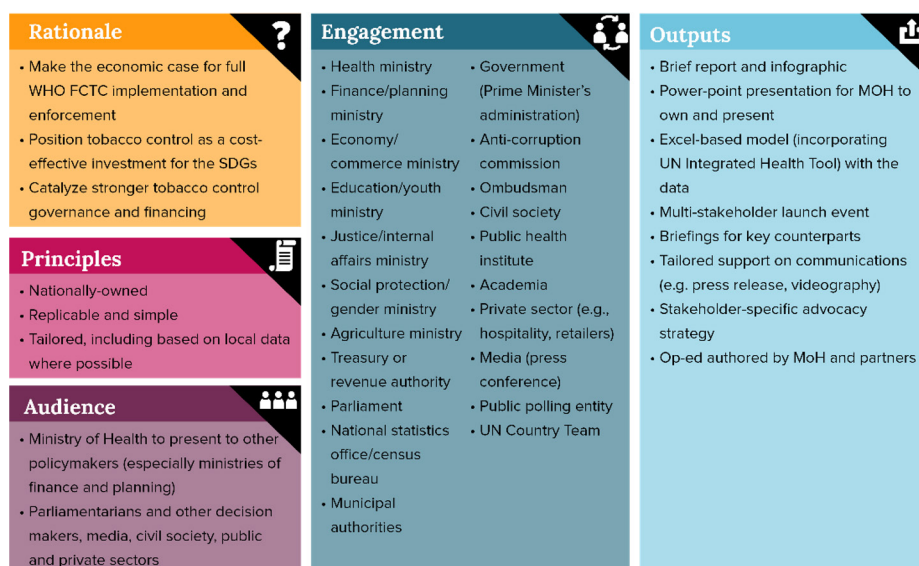 Rationale
• Make the economic case for full
WHO FCTC implementation and
enforcement
• Position tobacco control as a cost-
effective investment for the SDGs
• Catalyze stronger tobacco control
governance and financing
Principles
• Nationally-owned
• Replicable and simple
• Tailored, including based on local data
where possible
Audience
• Ministry of Health to present to other
policymakers (especially ministries of
finance and planning)
• Parliamentarians and other decision
makers, media, civil society, public
and private sectors
Engagement
• Health ministry
• Finance/planning
ministry
• Economy/
commerce ministry
• Education/youth
ministry
• Justice/internal
affairs ministry
• Social protection/
gender ministry
• Agriculture ministry
• Treasury or
revenue authority
• Parliament
• National statistics
office/census
bureau
• Municipal
authorities
• Government
(Prime Minister's
administration)
• Anti-corruption
commission
• Ombudsman
• Civil society
• Public health
institute
• Academia
• Private sector (e.g.,
hospitality, retailers)
• Media (press
conference)
• Public polling entity
• UN Country Team
Outputs
• Brief report and infographic
• Power-point presentation for MOH to
own and present
• Excel-based model (incorporating
UN Integrated Health Tool) with the
data
• Multi-stakeholder launch event
• Briefings for key counterparts
• Tailored support on communications
(e.g. press release, videography)
• Stakeholder-specific advocacy
strategy
• Op-ed authored by MoH and partners